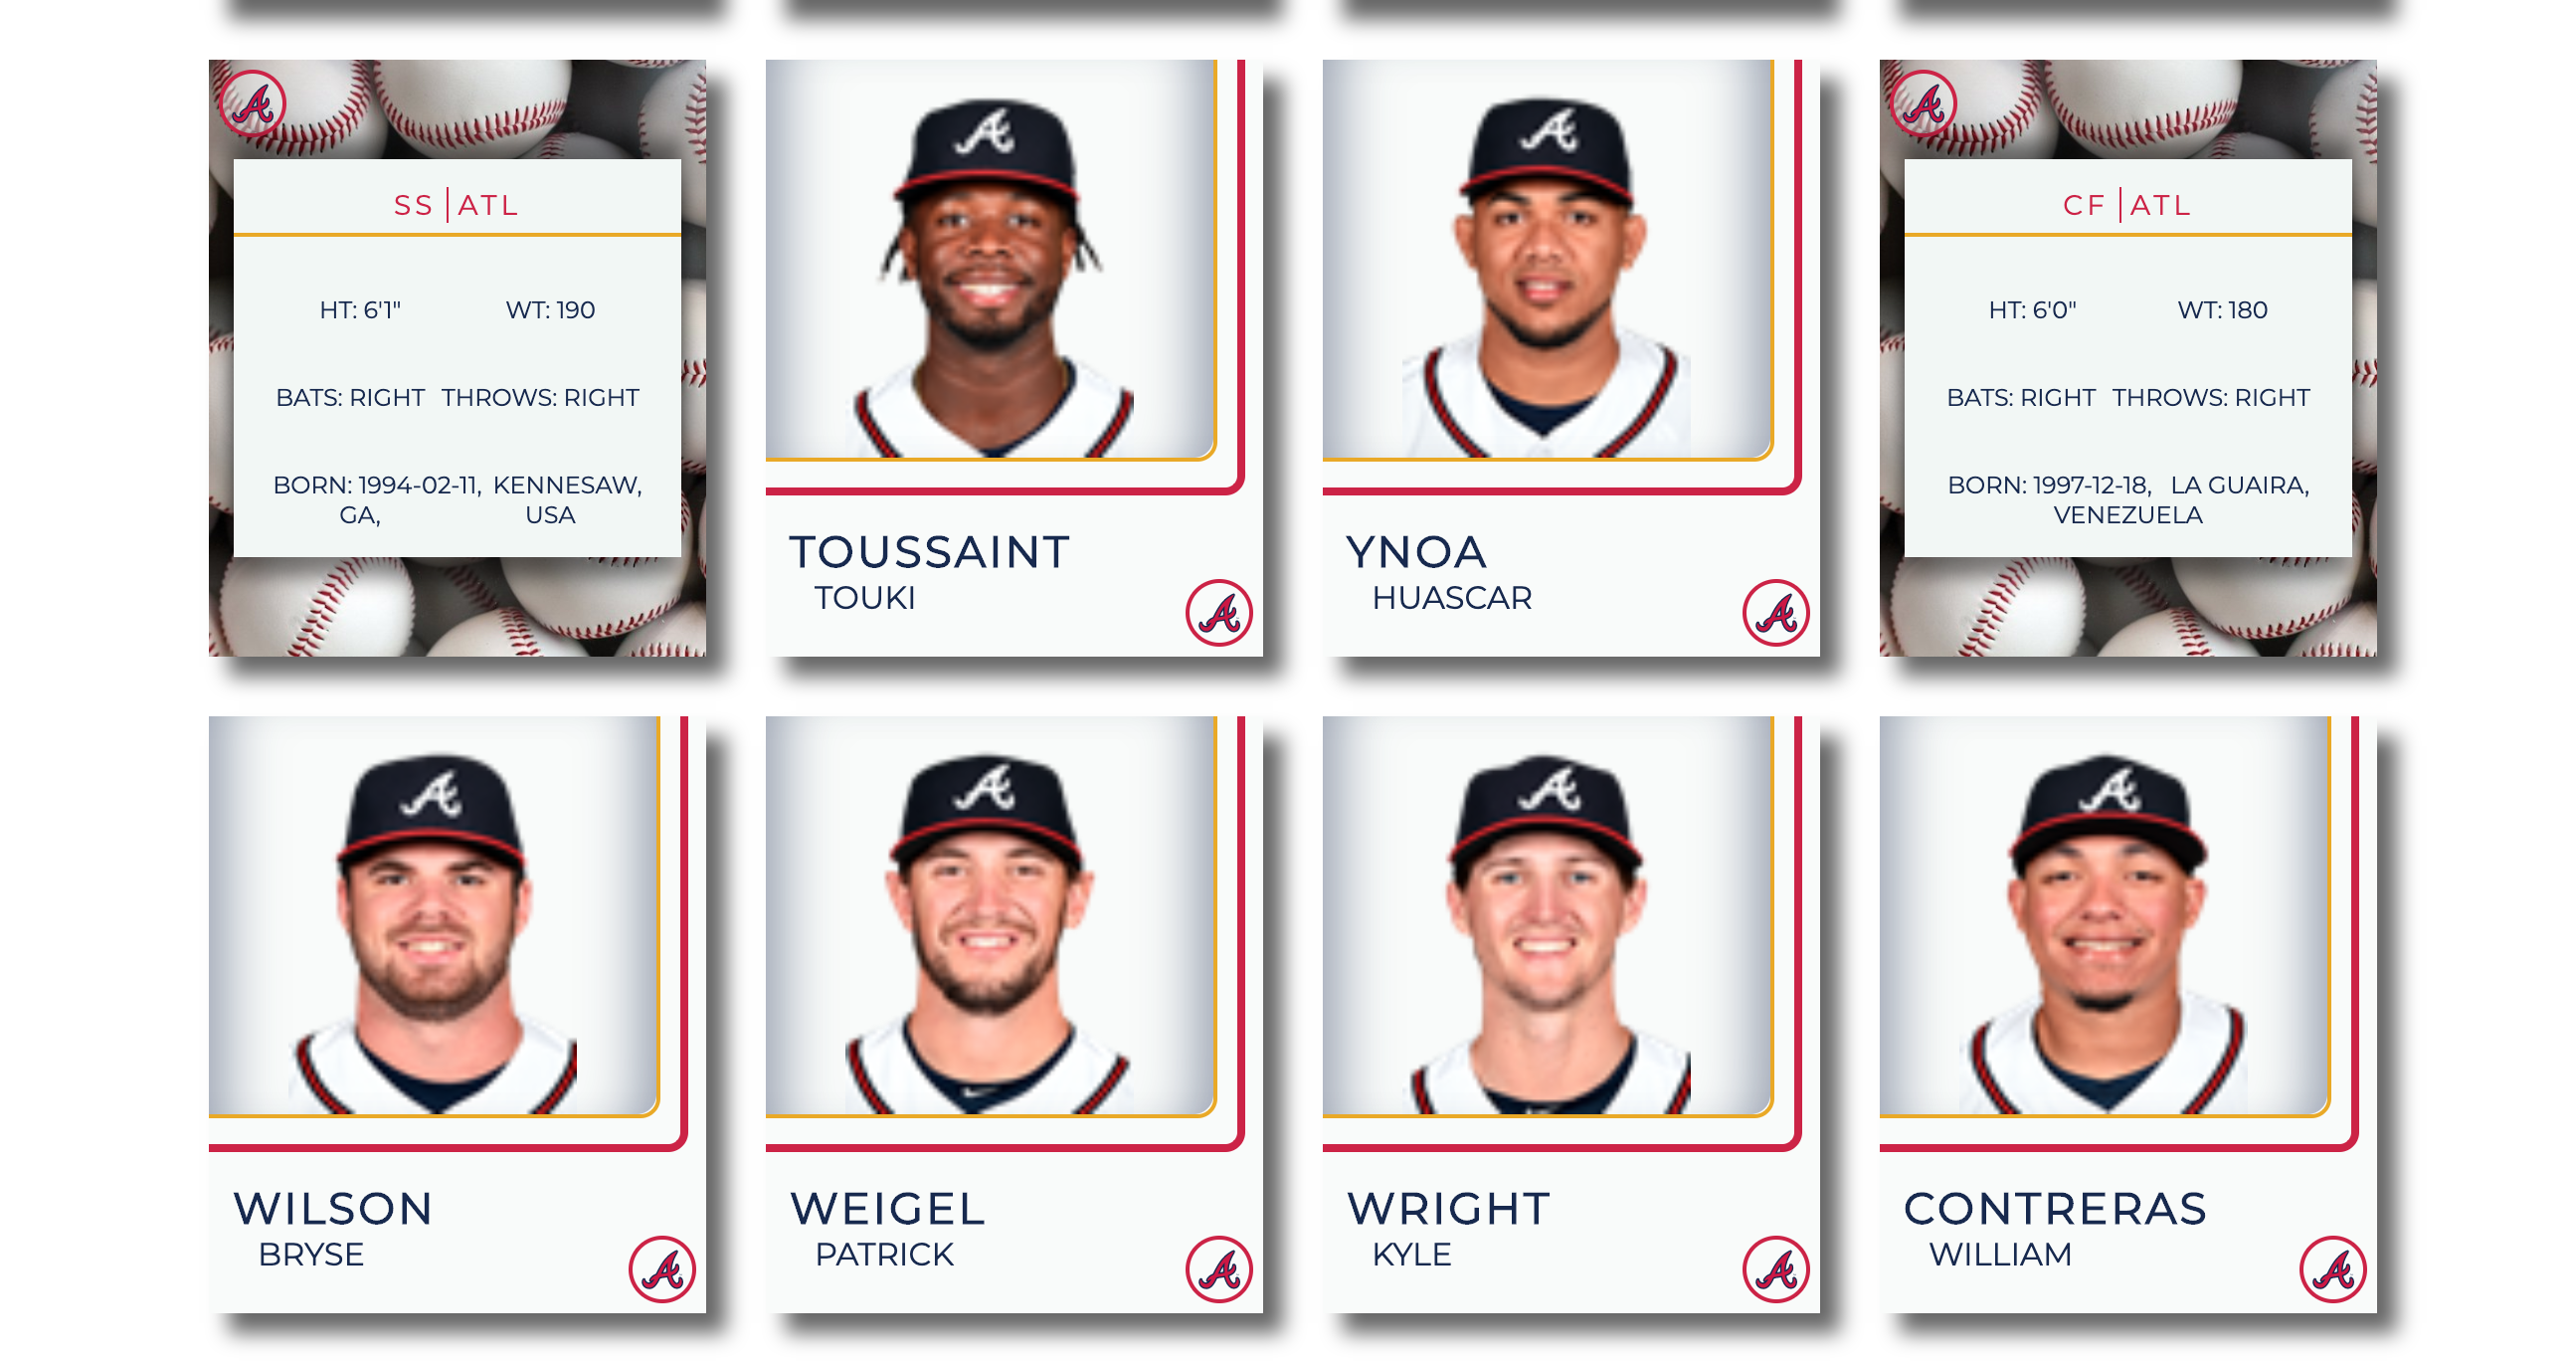 SS | ATL
HT: 6'1" WT: 190
BATS: RIGHT THROWS: RIGHT
BORN: 1994-02-11, KENNESAW,
GA, USA
TOUSSAINT
TOUKI
YNOA
HUASCAR
CF | ATL
HT: 6'0" WT: 180
BATS: RIGHT THROWS: RIGHT
BORN: 1997-12-18, LA GUAIRA,
VENEZUELA
WILSON
BRYSE
WEIGEL
PATRICK
WRIGHT
KYLE
CONTRERAS
WILLIAM